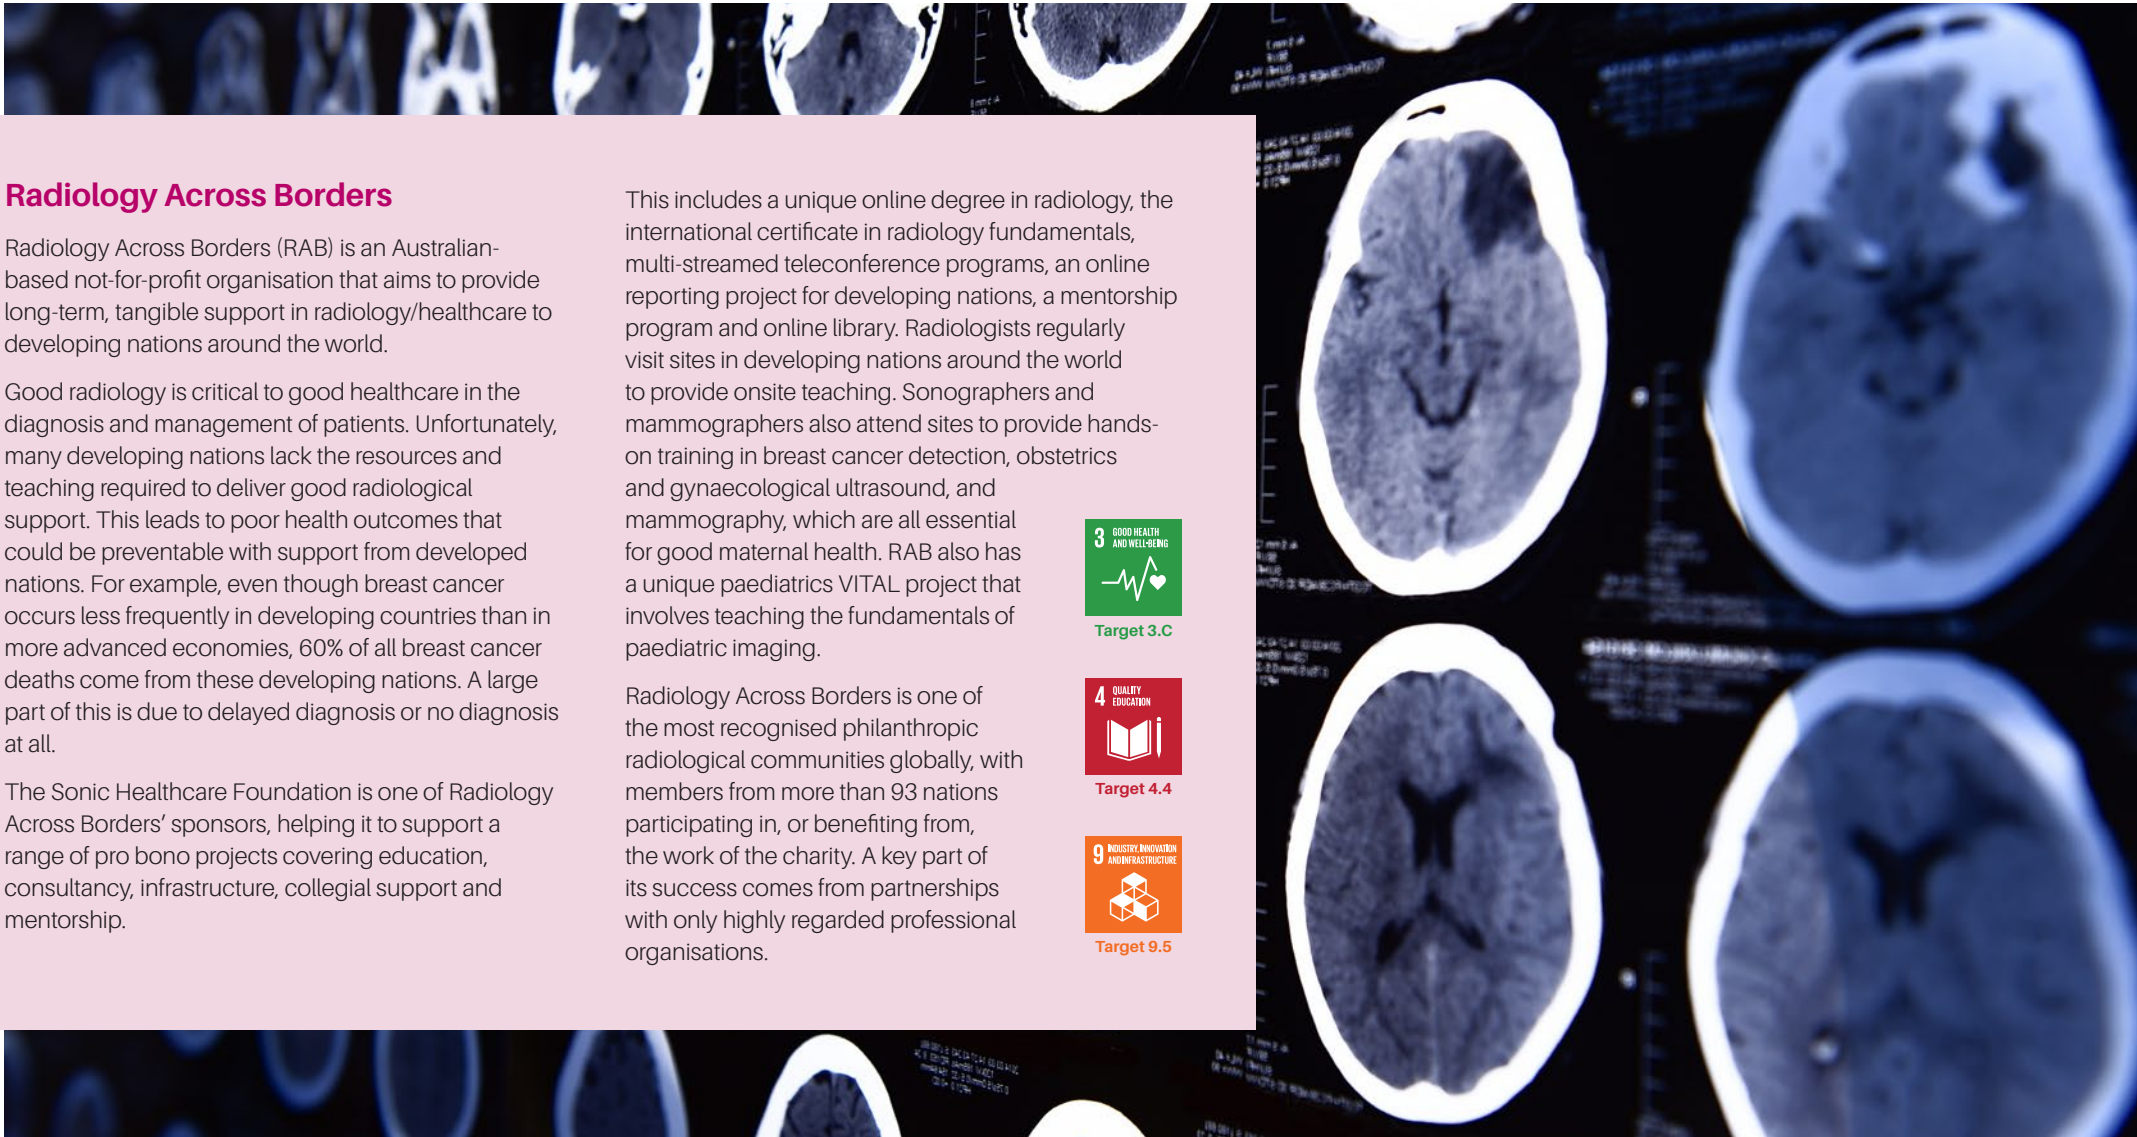 Radiology Across Borders
Radiology Across Borders (RAB) is an Australian-
based not-for-profit organisation that aims to provide
long-term, tangible support in radiology/healthcare to
developing nations around the world.
Good radiology is critical to good healthcare in the
diagnosis and management of patients. Unfortunately,
many developing nations lack the resources and
teaching required to deliver good radiological
support. This leads to poor health outcomes that
could be preventable with support from developed
nations. For example, even though breast cancer
occurs less frequently in developing countries than in
more advanced economies, 60% of all breast cancer
deaths come from these developing nations. A large
part of this is due to delayed diagnosis or no diagnosis
at all.
The Sonic Healthcare Foundation is one of Radiology
Across Borders’ sponsors, helping it to support a
range of pro bono projects covering education,
consultancy, infrastructure, collegial support and
mentorship.
This includes a unique online degree in radiology, the
international certificate in radiology fundamentals,
multi-streamed teleconference programs, an online
reporting project for developing nations, a mentorship
program and online library. Radiologists regularly
visit sites in developing nations around the world
to provide onsite teaching. Sonographers and
mammographers also attend sites to provide hands-
on training in breast cancer detection, obstetrics
and gynaecological ultrasound, and
mammography, which are all essential
for good maternal health. RAB also has
a unique paediatrics VITAL project that
involves teaching the fundamentals of
paediatric imaging.
Radiology Across Borders is one of
the most recognised philanthropic
radiological communities globally, with
members from more than 93 nations
participating in, or benefiting from,
the work of the charity. A key part of
its success comes from partnerships
with only highly regarded professional
organisations.
3 GOOD HEALTH
AND WELL-BEING
Target 3.C
4 QUALITY
EDUCATION
Target 4.4
9 INDUSTRY, INNOVATION
AND INFRASTRUCTURE
Target 9.5